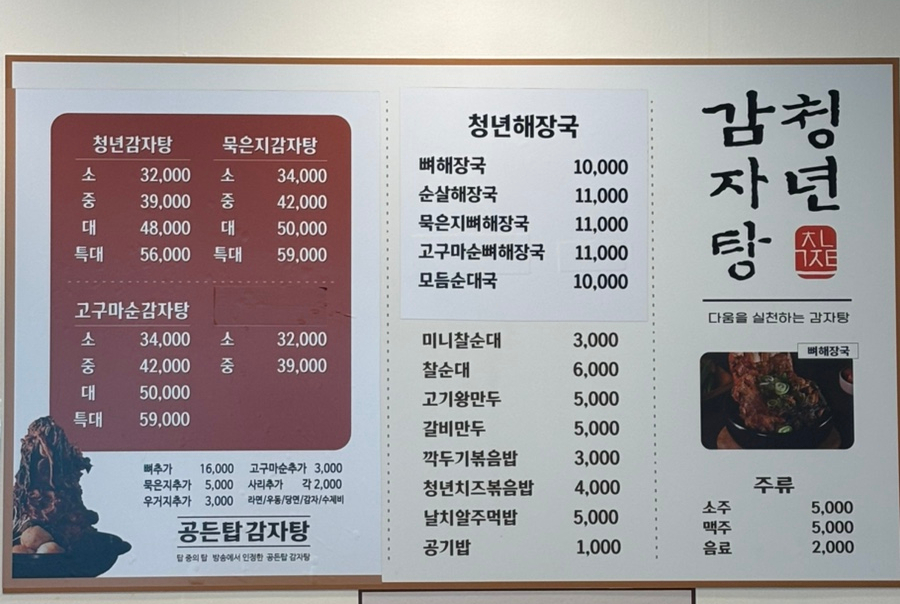 청년감자탕
소 32,000
중 39,000
대 48,000
특대 56,000
묵은지감자탕
소 34,000
중 42,000
대 50,000
특대 59,000
고구마순감자탕
소 34,000
중 42,000
대 50,000
특대 59,000
소 32,000
중 39,000
뼈추가 16,000
묵은지추가 5,000
우거지추가 3,000
고구마순추가 3,000
사리추가 각 2,000
라면/우동/당면/감자/수제비
공든탑 감자탕
탑 중의 탑 방송에서 인정한 공든탑 감자탕
청년해장국
뼈해장국 10,000
순살해장국 11,000
묵은지뼈해장국 11,000
고구마순뼈해장국 11,000
모듬순대국 10,000
미니찰순대 3,000
찰순대 6,000
고기왕만두 5,000
갈비만두 5,000
깍두기볶음밥 3,000
청년치즈볶음밥 4,000
날치알주먹밥 5,000
공기밥 1,000
청년
감자탕
다움을 실천하는 감자탕
뼈해장국
주류
소주 5,000
맥주 5,000
음료 2,000